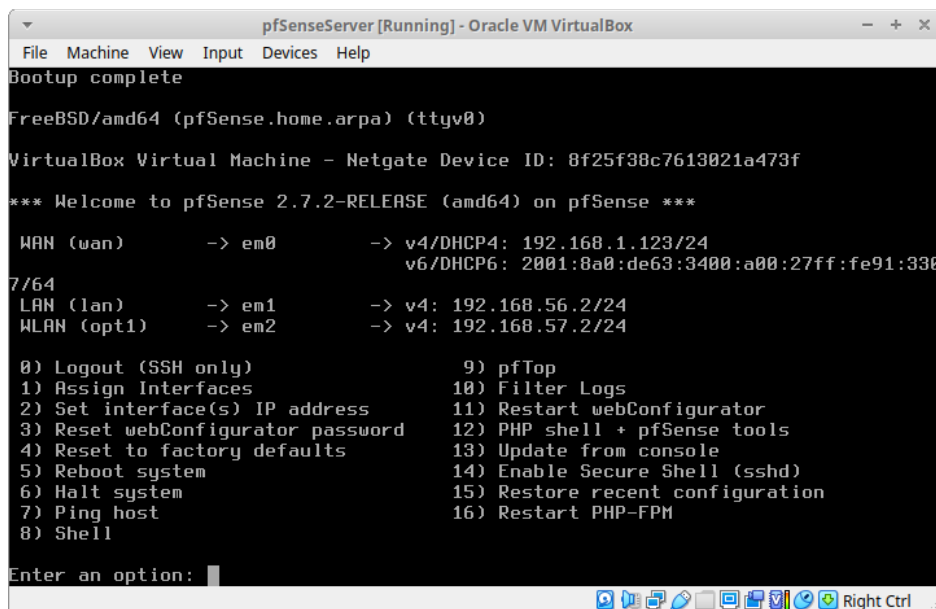 pfSenseServer [Running] - Oracle VM VirtualBox
File Machine View Input Devices Help
Bootup complete
FreeBSD/amd64 (pfSense.home.arpa) (ttyv0)
VirtualBox Virtual Machine - Netgate Device ID: 8f25f38c7613021a473f
*** Welcome to pfSense 2.7.2-RELEASE (amd64) on pfSense ***
WAN (wan) -> em0 -> v4/DHCP4: 192.168.1.123/24
v6/DHCP6: 2001:8a0:de63:3400:a00:27ff:fe91:330
7/64
LAN (lan) -> em1 -> v4: 192.168.56.2/24
WLAN (opt1) -> em2 -> v4: 192.168.57.2/24
0) Logout (SSH only) 9) pfTop
1) Assign Interfaces 10) Filter Logs
2) Set interface(s) IP address 11) Restart webConfigurator
3) Reset webConfigurator password 12) PHP shell + pfSense tools
4) Reset to factory defaults 13) Update from console
5) Reboot system 14) Enable Secure Shell (sshd)
6) Halt system 15) Restore recent configuration
7) Ping host 16) Restart PHP-FPM
8) Shell
Enter an option:
Right Ctrl